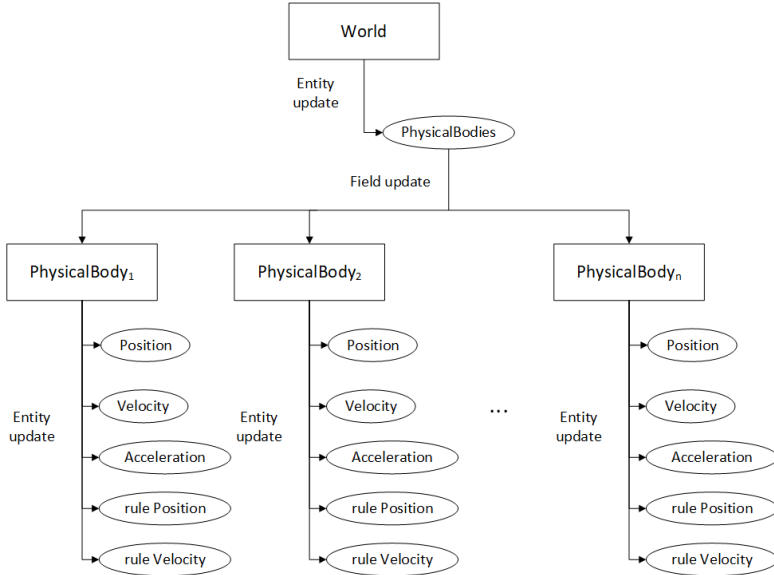 World
Entity
update
PhysicalBodies
Field update
PhysicalBody₁
PhysicalBody₂
PhysicalBodyₙ
Position
Position
Position
Velocity
Velocity
...
Velocity
Entity
update
Entity
update
Entity
update
Acceleration
Acceleration
Acceleration
rule Position
rule Position
rule Position
rule Velocity
rule Velocity
rule Velocity